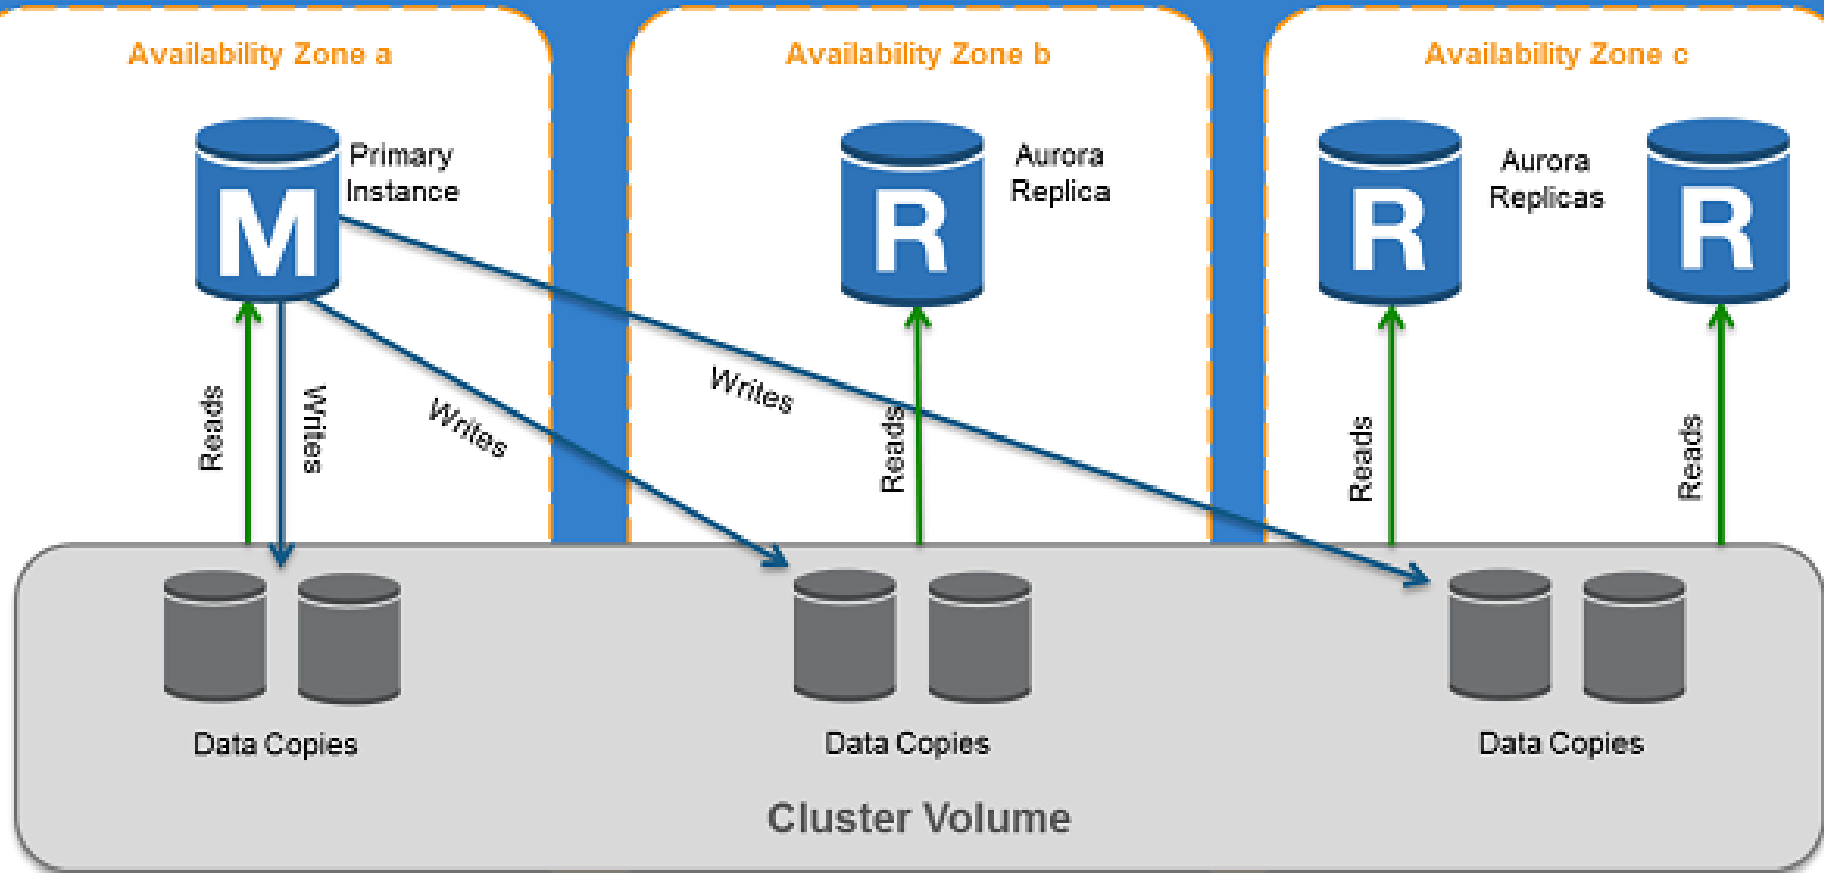 Availability Zone a
Availability Zone b
Availability Zone c
M
Primary
Instance
R
Aurora
Replica
R
Aurora
Replicas
R
Reads
Writes
Writes
Writes
Reads
Reads
Reads
Data Copies
Data Copies
Data Copies
Cluster Volume